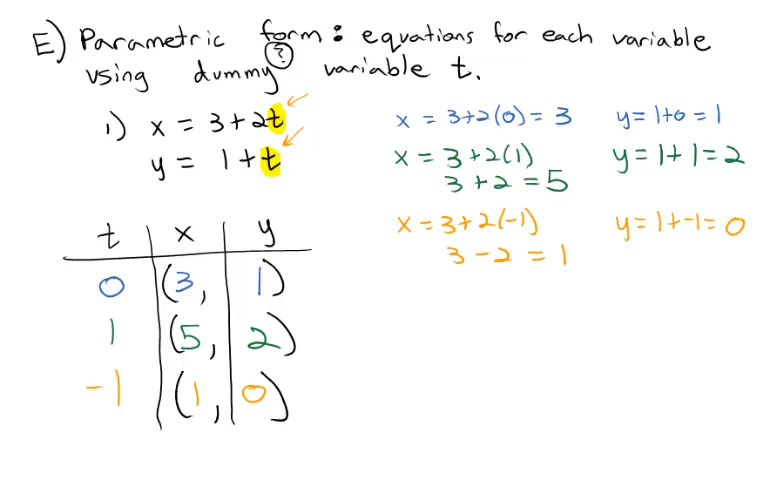 E) Parametric form: equations for each variable
using dummy variable t.
?
i) x = 3+2t
y = 1+t
x = 3+2(0) = 3 y = 1+0 = 1
x = 3+2(1) y = 1+1 = 2
3+2 = 5
x = 3+2(-1) y = 1+-1 = 0
3-2 = 1
t x y
0 (3, 1)
1 (5, 2)
-1 (1, 0)